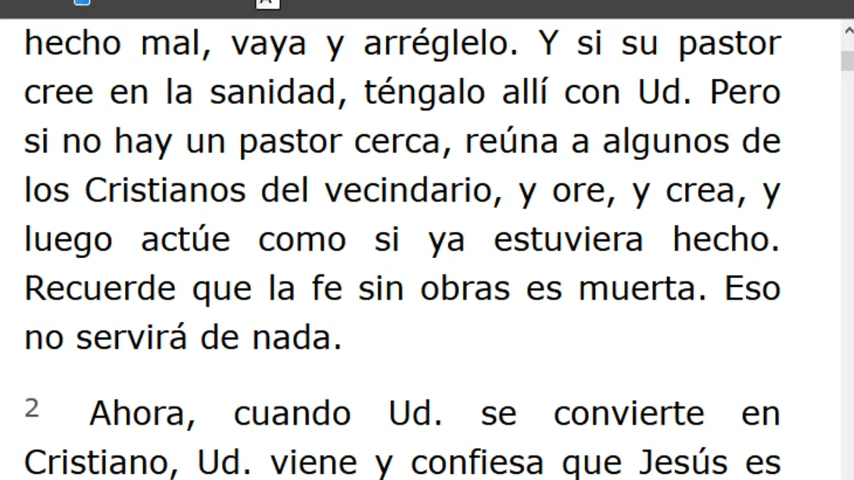 hecho mal, vaya y arréglelo. Y si su pastor
cree en la sanidad, téngalo allí con Ud. Pero
si no hay un pastor cerca, reúna a algunos de
los Cristianos del vecindario, y ore, y crea, y
luego actúe como si ya estuviera hecho.
Recuerde que la fe sin obras es muerta. Eso
no servirá de nada.
2 Ahora, cuando Ud. se convierte en
Cristiano, Ud. viene y confiesa que Jesús es